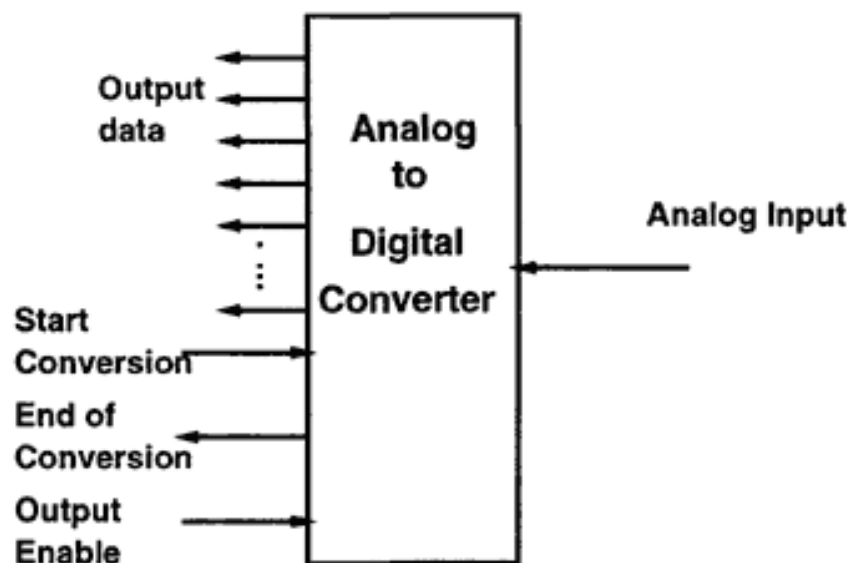 Output
data
Analog
to
Digital
Converter
Analog Input
Start
Conversion
End of
Conversion
Output
Enable